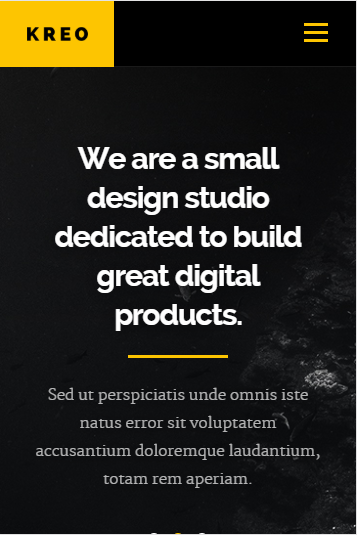 KREO
We are a small
design studio
dedicated to build
great digital
products.
Sed ut perspiciatis unde omnis iste
natus error sit voluptatem
accusantium doloremque laudantium,
totam rem aperiam.